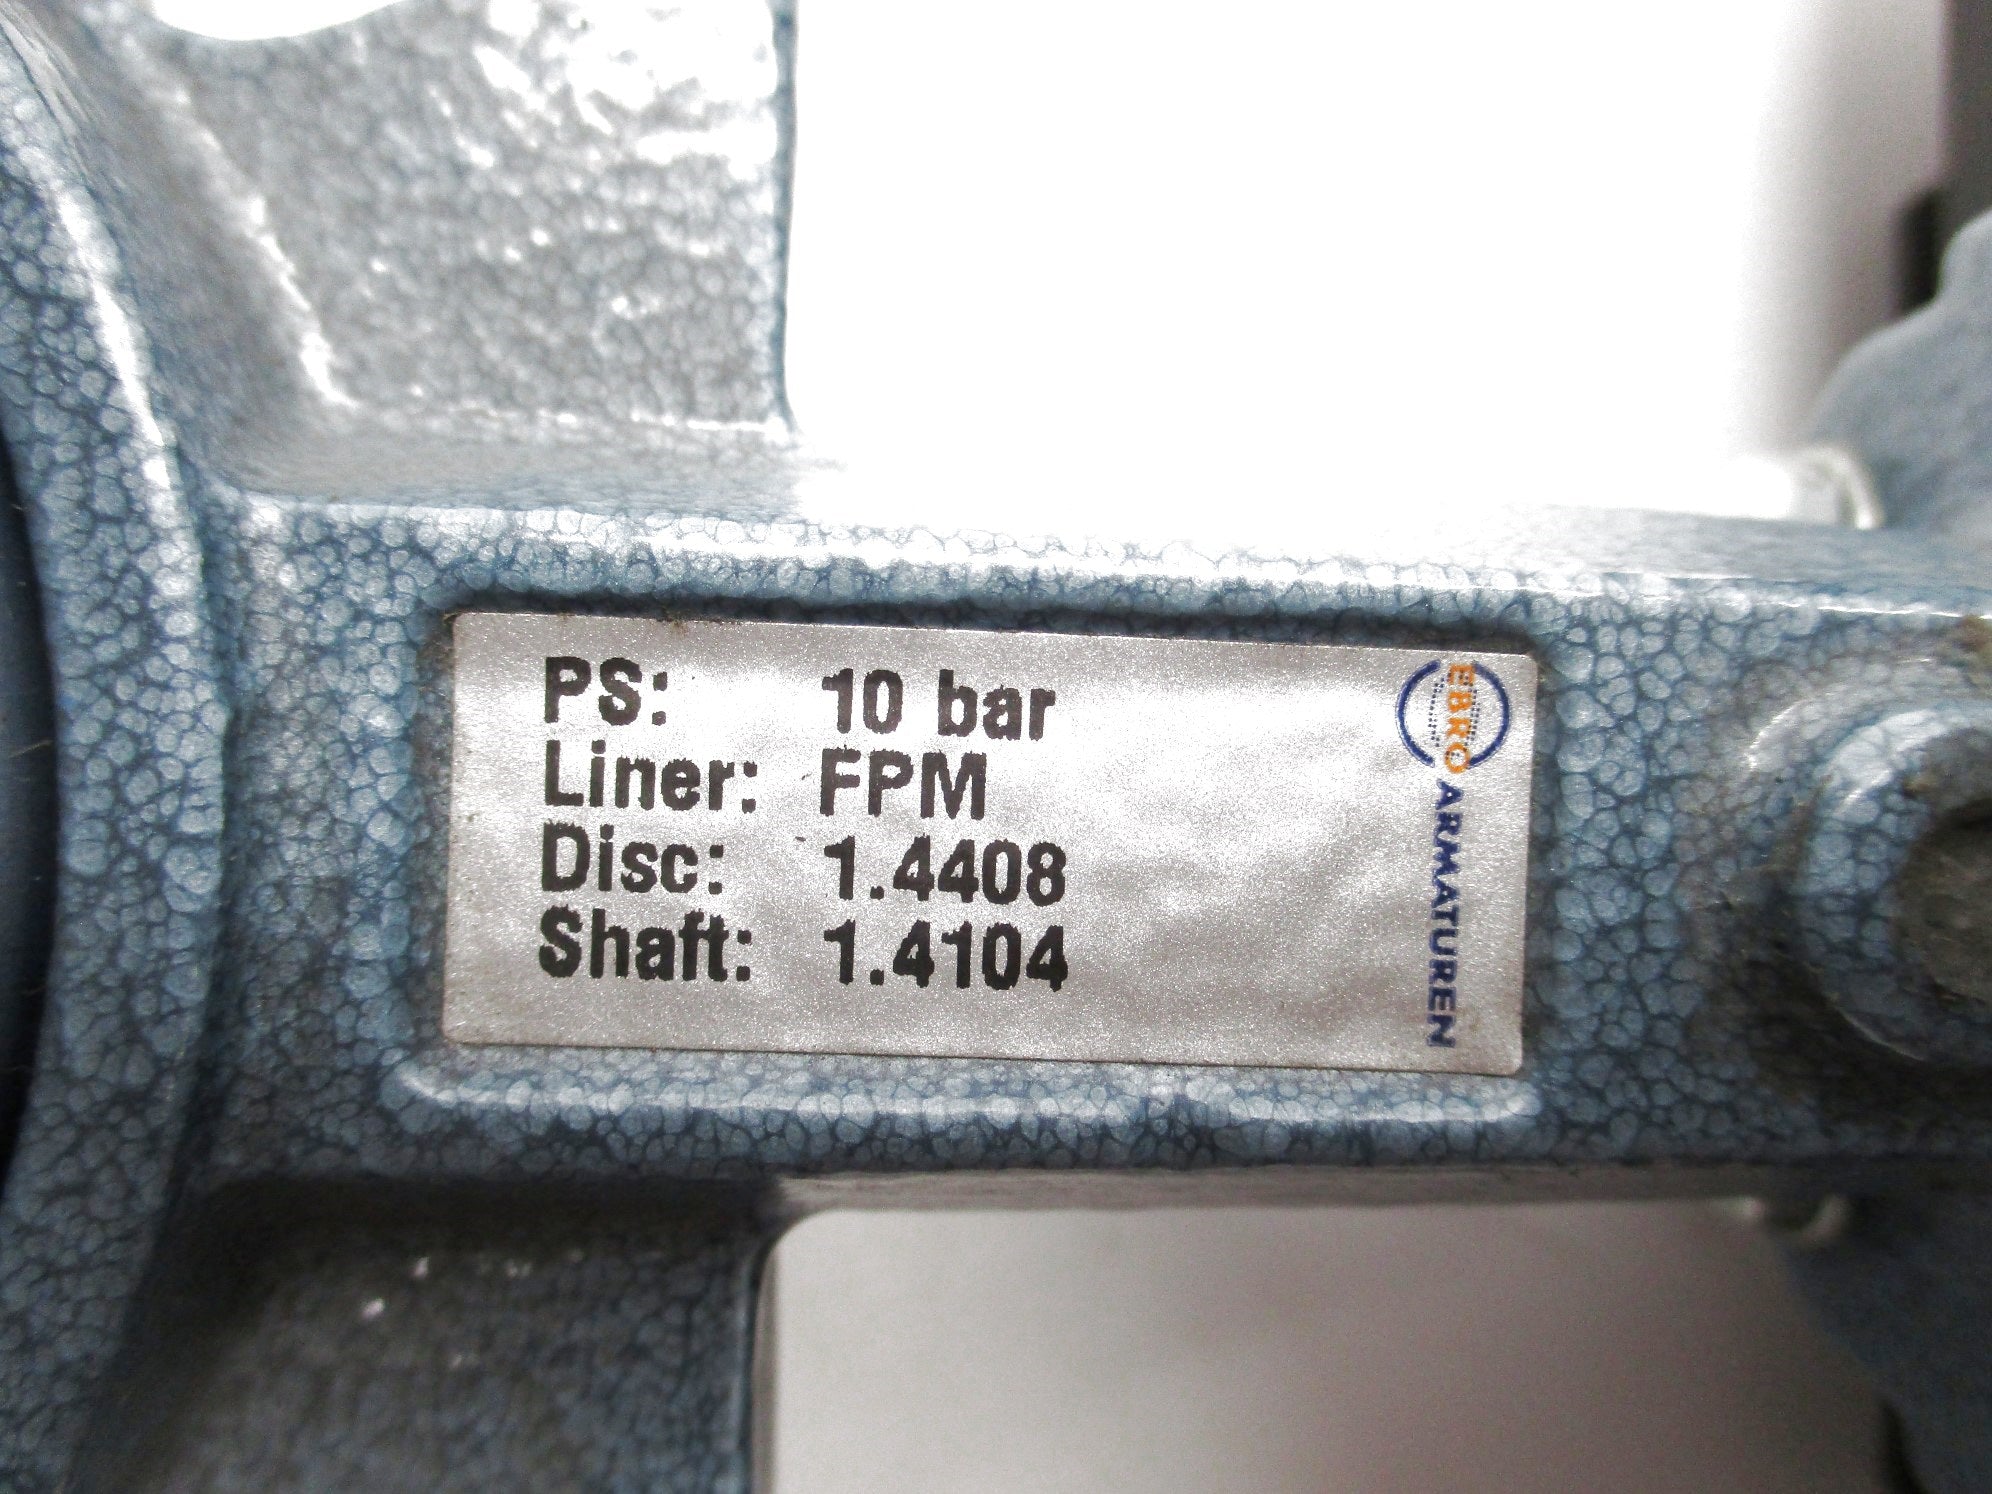 PS: 10 bar
Liner: FPM
Disc: 1.4408
Shaft: 1.4104
EBRO ARMATUREN